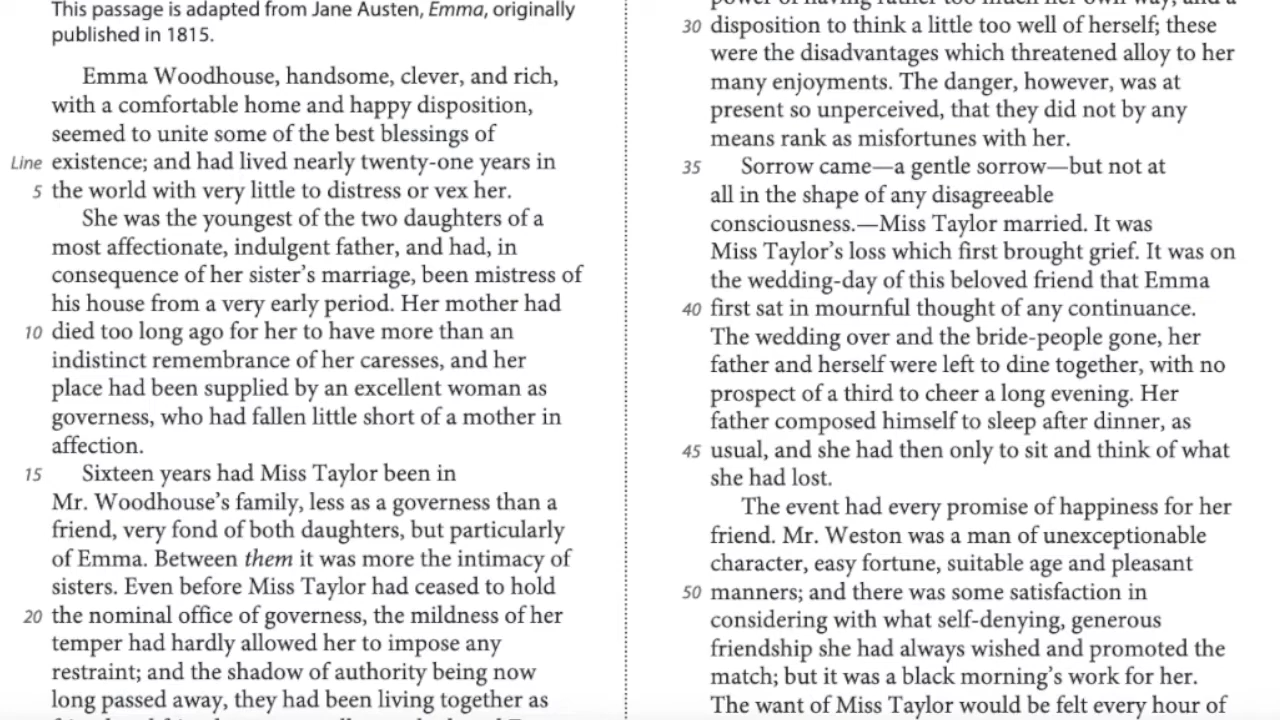 This passage is adapted from Jane Austen, Emma, originally
published in 1815.
Emma Woodhouse, handsome, clever, and rich,
with a comfortable home and happy disposition,
seemed to unite some of the best blessings of
Line existence; and had lived nearly twenty-one years in
5 the world with very little to distress or vex her.
She was the youngest of the two daughters of a
most affectionate, indulgent father, and had, in
consequence of her sister's marriage, been mistress of
his house from a very early period. Her mother had
10 died too long ago for her to have more than an
indistinct remembrance of her caresses, and her
place had been supplied by an excellent woman as
governess, who had fallen little short of a mother in
affection.
15 Sixteen years had Miss Taylor been in
Mr. Woodhouse's family, less as a governess than a
friend, very fond of both daughters, but particularly
of Emma. Between them it was more the intimacy of
sisters. Even before Miss Taylor had ceased to hold
20 the nominal office of governess, the mildness of her
temper had hardly allowed her to impose any
restraint; and the shadow of authority being now
long passed away, they had been living together as
power of having rather too much her own way, and a
30 disposition to think a little too well of herself; these
were the disadvantages which threatened alloy to her
many enjoyments. The danger, however, was at
present so unperceived, that they did not by any
means rank as misfortunes with her.
35 Sorrow came—a gentle sorrow—but not at
all in the shape of any disagreeable
consciousness.—Miss Taylor married. It was
Miss Taylor's loss which first brought grief. It was on
the wedding-day of this beloved friend that Emma
40 first sat in mournful thought of any continuance.
The wedding over and the bride-people gone, her
father and herself were left to dine together, with no
prospect of a third to cheer a long evening. Her
father composed himself to sleep after dinner, as
45 usual, and she had then only to sit and think of what
she had lost.
The event had every promise of happiness for her
friend. Mr. Weston was a man of unexceptionable
character, easy fortune, suitable age and pleasant
50 manners; and there was some satisfaction in
considering with what self-denying, generous
friendship she had always wished and promoted the
match; but it was a black morning's work for her.
The want of Miss Taylor would be felt every hour of